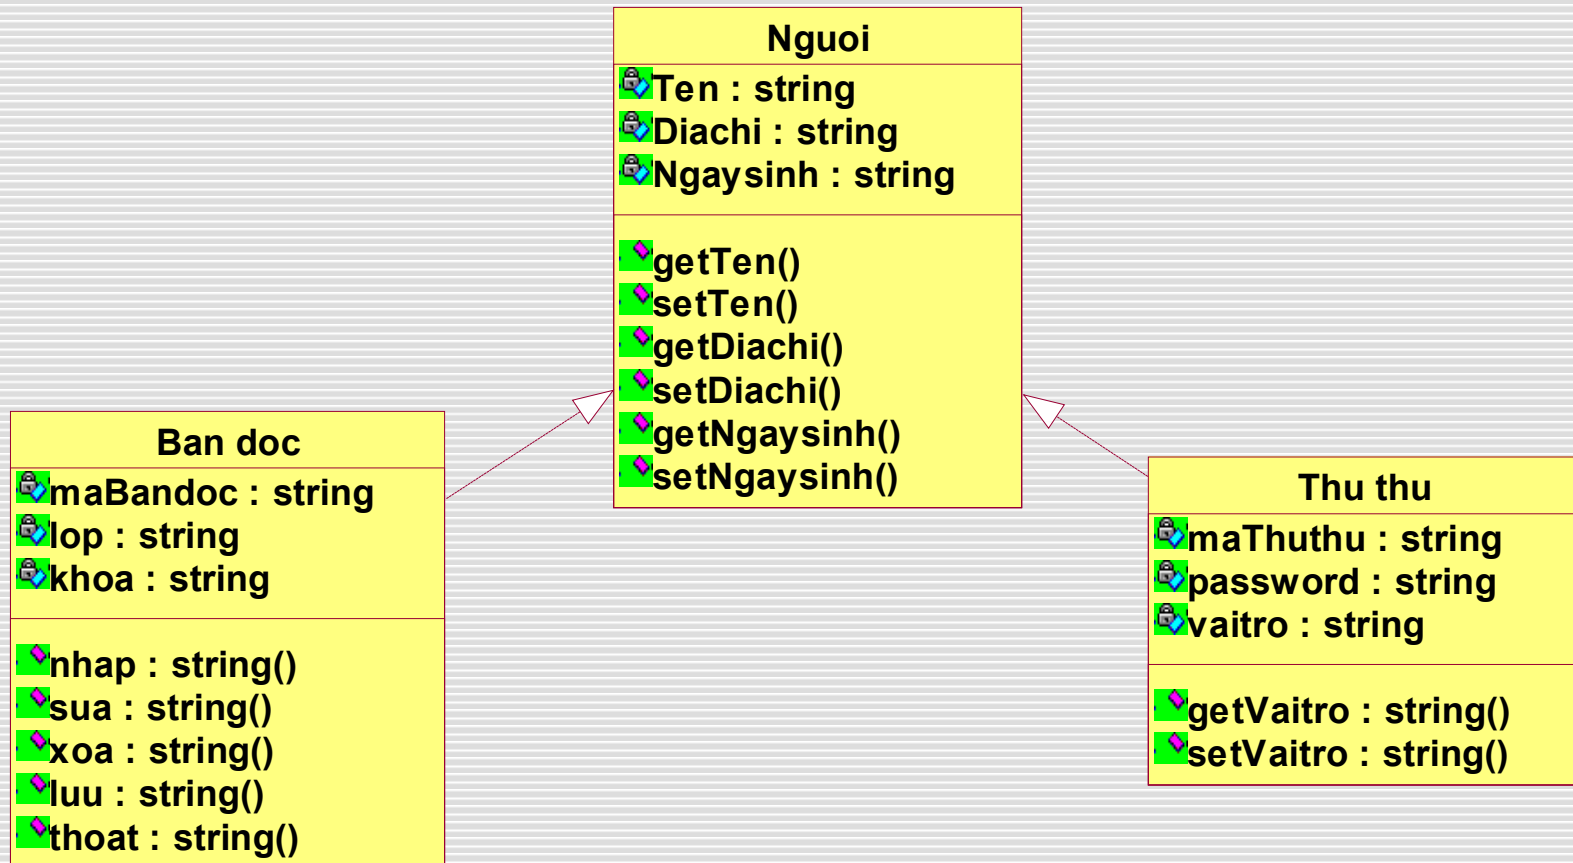 Nguoi
Ten : string
Diachi : string
Ngaysinh : string
getTen()
setTen()
getDiachi()
setDiachi()
getNgaysinh()
setNgaysinh()
Ban doc
maBandoc : string
lop : string
khoa : string
nhap : string()
sua : string()
xoa : string()
luu : string()
thoat : string()
Thu thu
maThuthu : string
password : string
vaitro : string
getVaitro : string()
setVaitro : string()